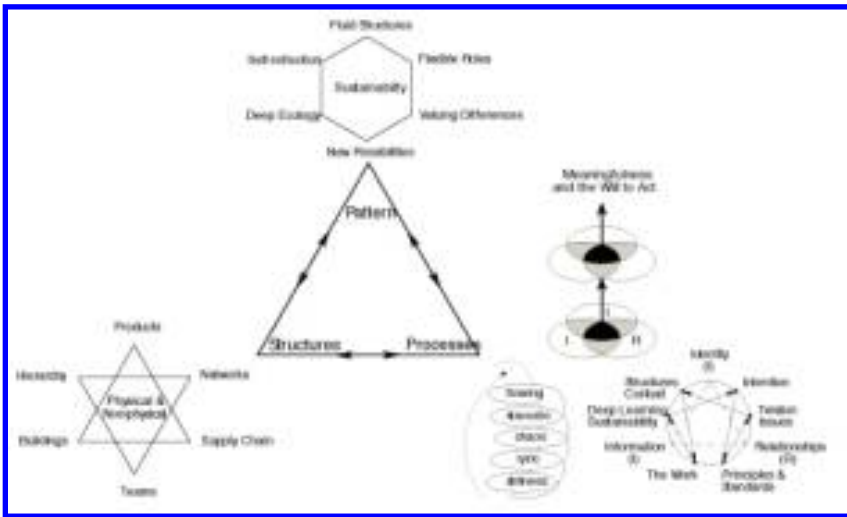 Fluid Structures
Self-reflection
Flexible Roles
Sustainability
Deep Ecology
Valuing Differences
New Possibilities
Pattern
Meaningfulness
and the Will to Act
I
I
R
Structures
Processes
Products
Hierarchy
Networks
Physical &
Buildings
Supply Chain
Teams
chaos
sync
Identity
(I)
Structures
Context
Intention
Deep Learning
Sustainability
Tension
Issues
Information
(I)
Relationships
(R)
The Work
Principles &
Standards